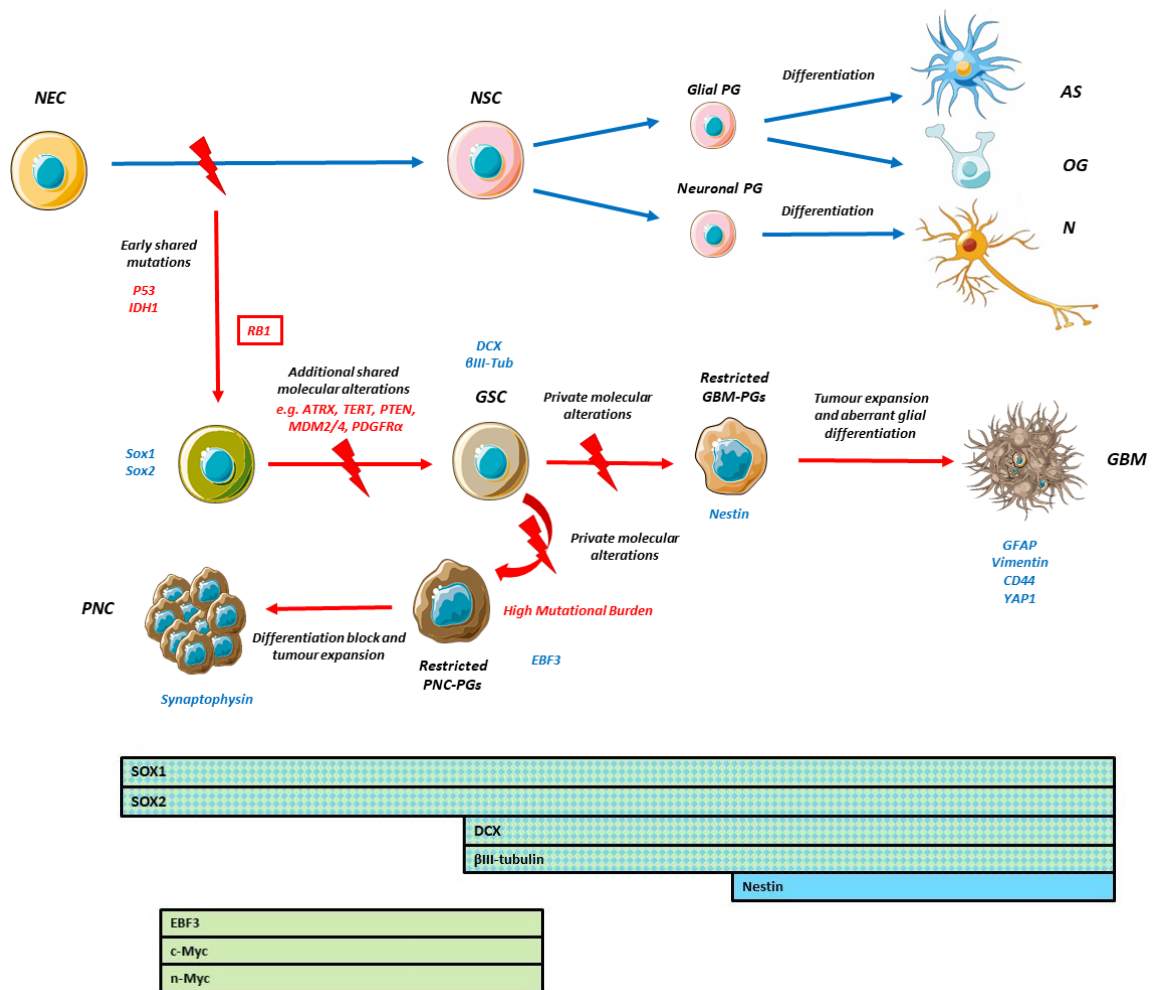 NEC
NSC
Glial PG
Differentiation
AS
OG
Neuronal PG
Differentiation
N
Early shared
mutations
P53
IDH1
RB1
DCX
βIII-Tub
GSC
Additional shared
molecular alterations
e.g. ATRX, TERT, PTEN,
MDM2/4, PDGFRα
Private molecular
alterations
Restricted
GBM-PGs
Tumour expansion
and aberrant glial
differentiation
GBM
Sox1
Sox2
Nestin
GFAP
Vimentin
CD44
YAP1
Private molecular
alterations
High Mutational Burden
PNC
Differentiation block and
tumour expansion
Restricted
PNC-PGs
EBF3
Synaptophysin
SOX1
SOX2
DCX
βIII-tubulin
Nestin
EBF3
c-Myc
n-Myc